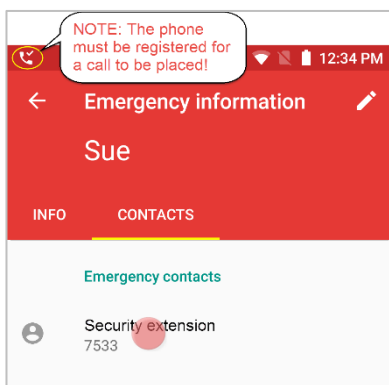 NOTE: The phone
must be registered for
a call to be placed!
12:34 PM
Emergency information
Sue
INFO CONTACTS
Emergency contacts
Security extension
7533